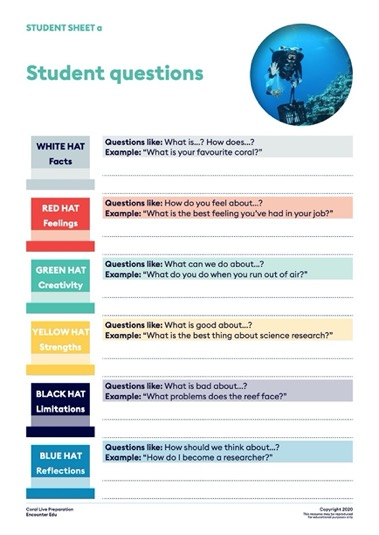 STUDENT SHEET a
Student questions
WHITE HAT
Facts
Questions like: What is...? How does...?
Example: “What is your favourite coral?”
RED HAT
Feelings
Questions like: How do you feel about...?
Example: “What is the best feeling you’ve had in your job?”
GREEN HAT
Creativity
Questions like: What can we do about...?
Example: “What do you do when you run out of air?”
YELLOW HAT
Strengths
Questions like: What is good about...?
Example: “What is the best thing about science research?”
BLACK HAT
Limitations
Questions like: What is bad about...?
Example: “What problems does the reef face?”
BLUE HAT
Reflections
Questions like: How should we think about...?
Example: “How do I become a researcher?”
Coral Live Preparation
Encounter Edu
Copyright 2020
This resource may be reproduced
for educational purposes only